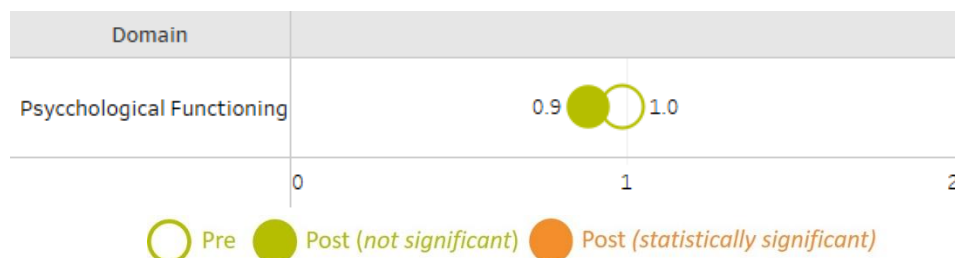 Domain
Psycchological Functioning 0.9 1.0
0 1 2
Pre Post (not significant) Post (statistically significant)